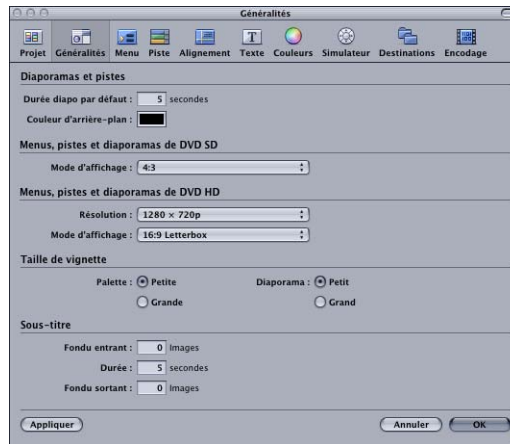 Généralités
Projet Généralités Menu Piste Alignement Texte Couleurs Simulateur Destinations Encodage
Diaporamas et pistes
Durée diapo par défaut : 5 secondes
Couleur d'arrière-plan :
Menus, pistes et diaporamas de DVD SD
Mode d'affichage : 4:3
Menus, pistes et diaporamas de DVD HD
Résolution : 1280 × 720p
Mode d'affichage : 16:9 Letterbox
Taille de vignette
Palette : Petite Diaporama : Petit
Grande Grand
Sous-titre
Fondu entrant : 0 Images
Durée : 5 secondes
Fondu sortant : 0 Images
Appliquer Annuler OK